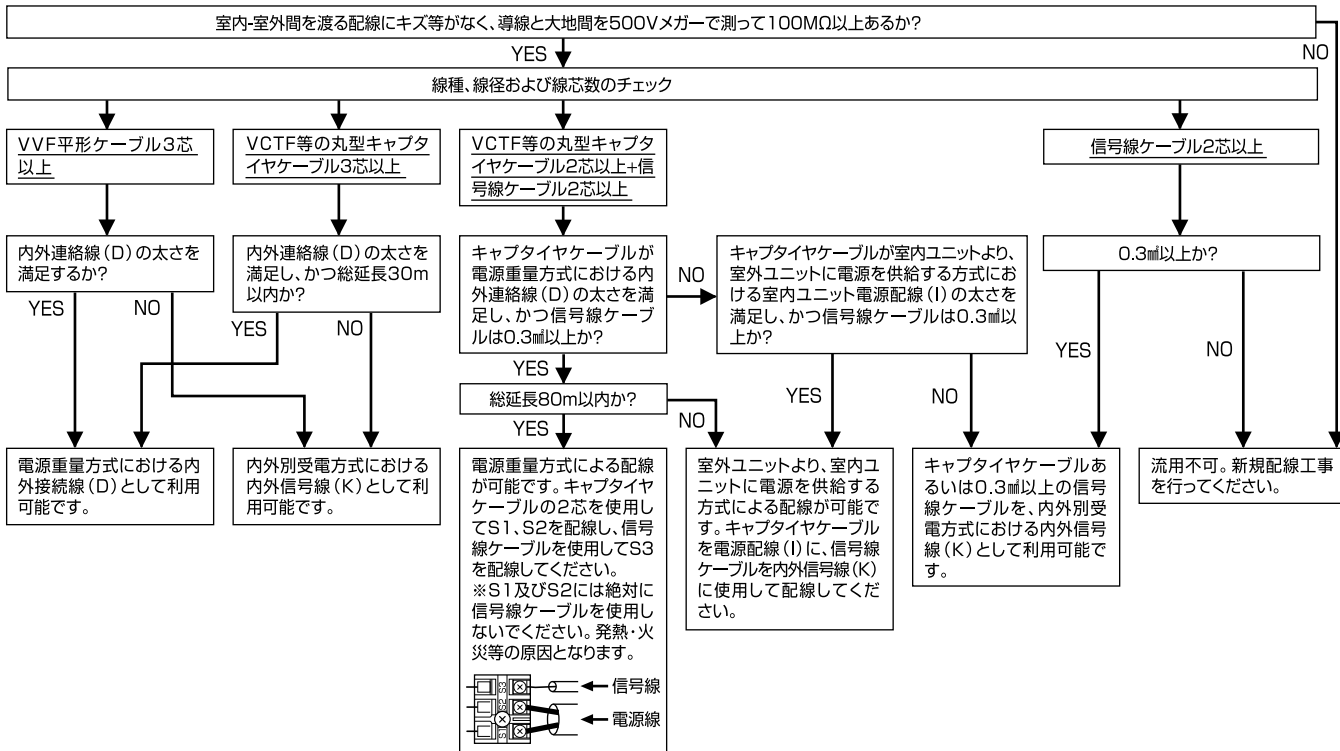 室内-室外間を渡る配線にキズ等がなく、導線と大地間を500Vメガーで測って100MΩ以上あるか?
YES
NO
線種、線径および線芯数のチェック
VVF平形ケーブル3芯
以上
VCTF等の丸型キャプタ
イヤケーブル3芯以上
VCTF等の丸型キャプタ
イヤケーブル2芯以上+信
号線ケーブル2芯以上
信号線ケーブル2芯以上
内外連絡線(D)の太さを
満足するか?
内外連絡線(D)の太さを
満足し、かつ総延長30m
以内か?
キャプタイヤケーブルが
電源重量方式における内
外連絡線(D)の太さを満
足し、かつ信号線ケーブ
ルは0.3㎟以上か?
NO
キャプタイヤケーブルが室内ユニットより、
室外ユニットに電源を供給する方式にお
ける室内ユニット電源配線(I)の太さを
満足し、かつ信号線ケーブルは0.3㎟以
上か?
0.3㎟以上か?
YES
NO
YES
NO
YES
総延長80m以内か?
NO
YES
YES
NO
YES
NO
電源重量方式における内
外接続線(D)として利用
可能です。
内外別受電方式における
内外信号線(K)として利
用可能です。
電源重量方式による配線
が可能です。キャプタイヤ
ケーブルの2芯を使用し
てS1、S2を配線し、信号
線ケーブルを使用してS3
を配線してください。
※S1及びS2には絶対に
信号線ケーブルを使用し
ないでください。発熱・火
災等の原因となります。
S3
S2
S1
信号線
電源線
室外ユニットより、室内ユ
ニットに電源を供給する
方式による配線が可能で
す。キャプタイヤケーブル
を電源配線(I)に、信号線
ケーブルを内外信号線(K)
に使用して配線してくだ
さい。
キャプタイヤケーブルあ
るいは0.3㎟以上の信号
線ケーブルを、内外別受
電方式における内外信号
線(K)として利用可能で
す。
流用不可。新規配線工事
を行ってください。